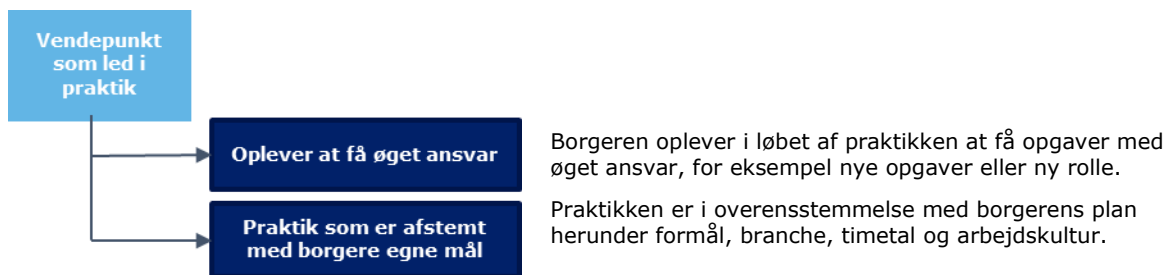 Vendepunkt
som led i
praktik
Oplever at få øget ansvar
Borgeren oplever i løbet af praktikken at få opgaver med
øget ansvar, for eksempel nye opgaver eller ny rolle.
Praktik som er afstemt
med borgere egne mål
Praktikken er i overensstemmelse med borgerens plan
herunder formål, branche, timetal og arbejdskultur.